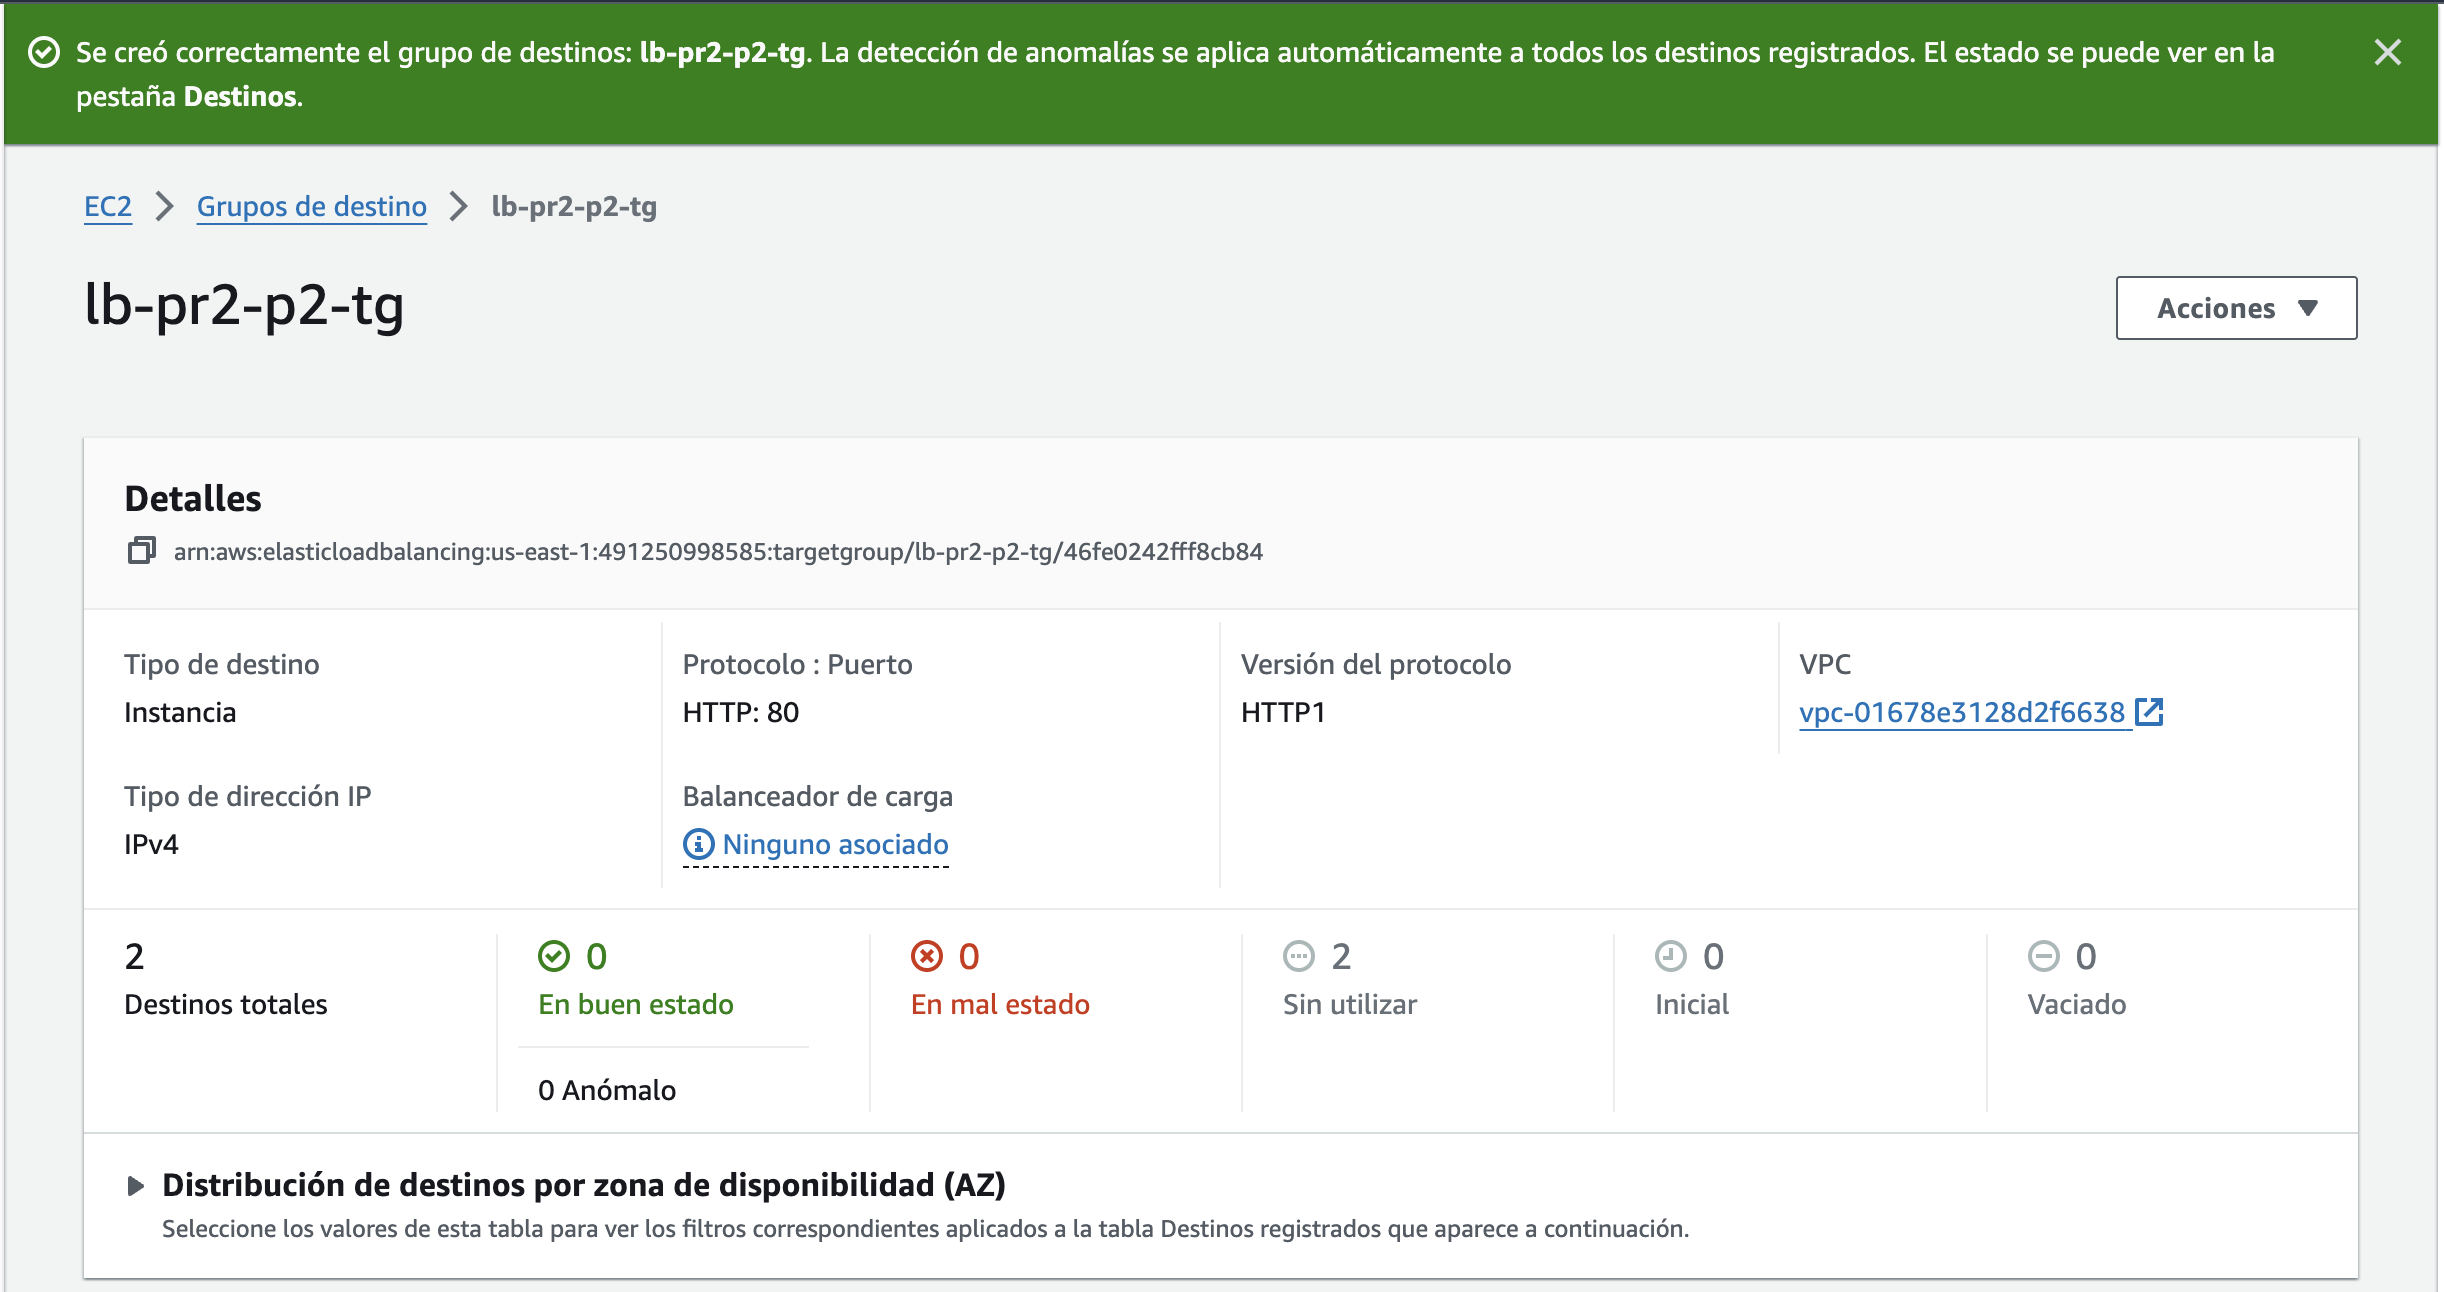 Se creó correctamente el grupo de destinos: lb-pr2-p2-tg. La detección de anomalías se aplica automáticamente a todos los destinos registrados. El estado se puede ver en la
pestaña Destinos.
EC2 > Grupos de destino > lb-pr2-p2-tg
lb-pr2-p2-tg
Acciones
Detalles
arn:aws:elasticloadbalancing:us-east-1:491250998585:targetgroup/lb-pr2-p2-tg/46fe0242fff8cb84
Tipo de destino
Instancia
Protocolo : Puerto
HTTP: 80
Versión del protocolo
HTTP1
VPC
vpc-01678e3128d2f6638
Tipo de dirección IP
IPv4
Balanceador de carga
Ninguno asociado
2
Destinos totales
0
En buen estado
0 Anómalo
0
En mal estado
2
Sin utilizar
0
Inicial
0
Vaciado
Distribución de destinos por zona de disponibilidad (AZ)
Seleccione los valores de esta tabla para ver los filtros correspondientes aplicados a la tabla Destinos registrados que aparece a continuación.